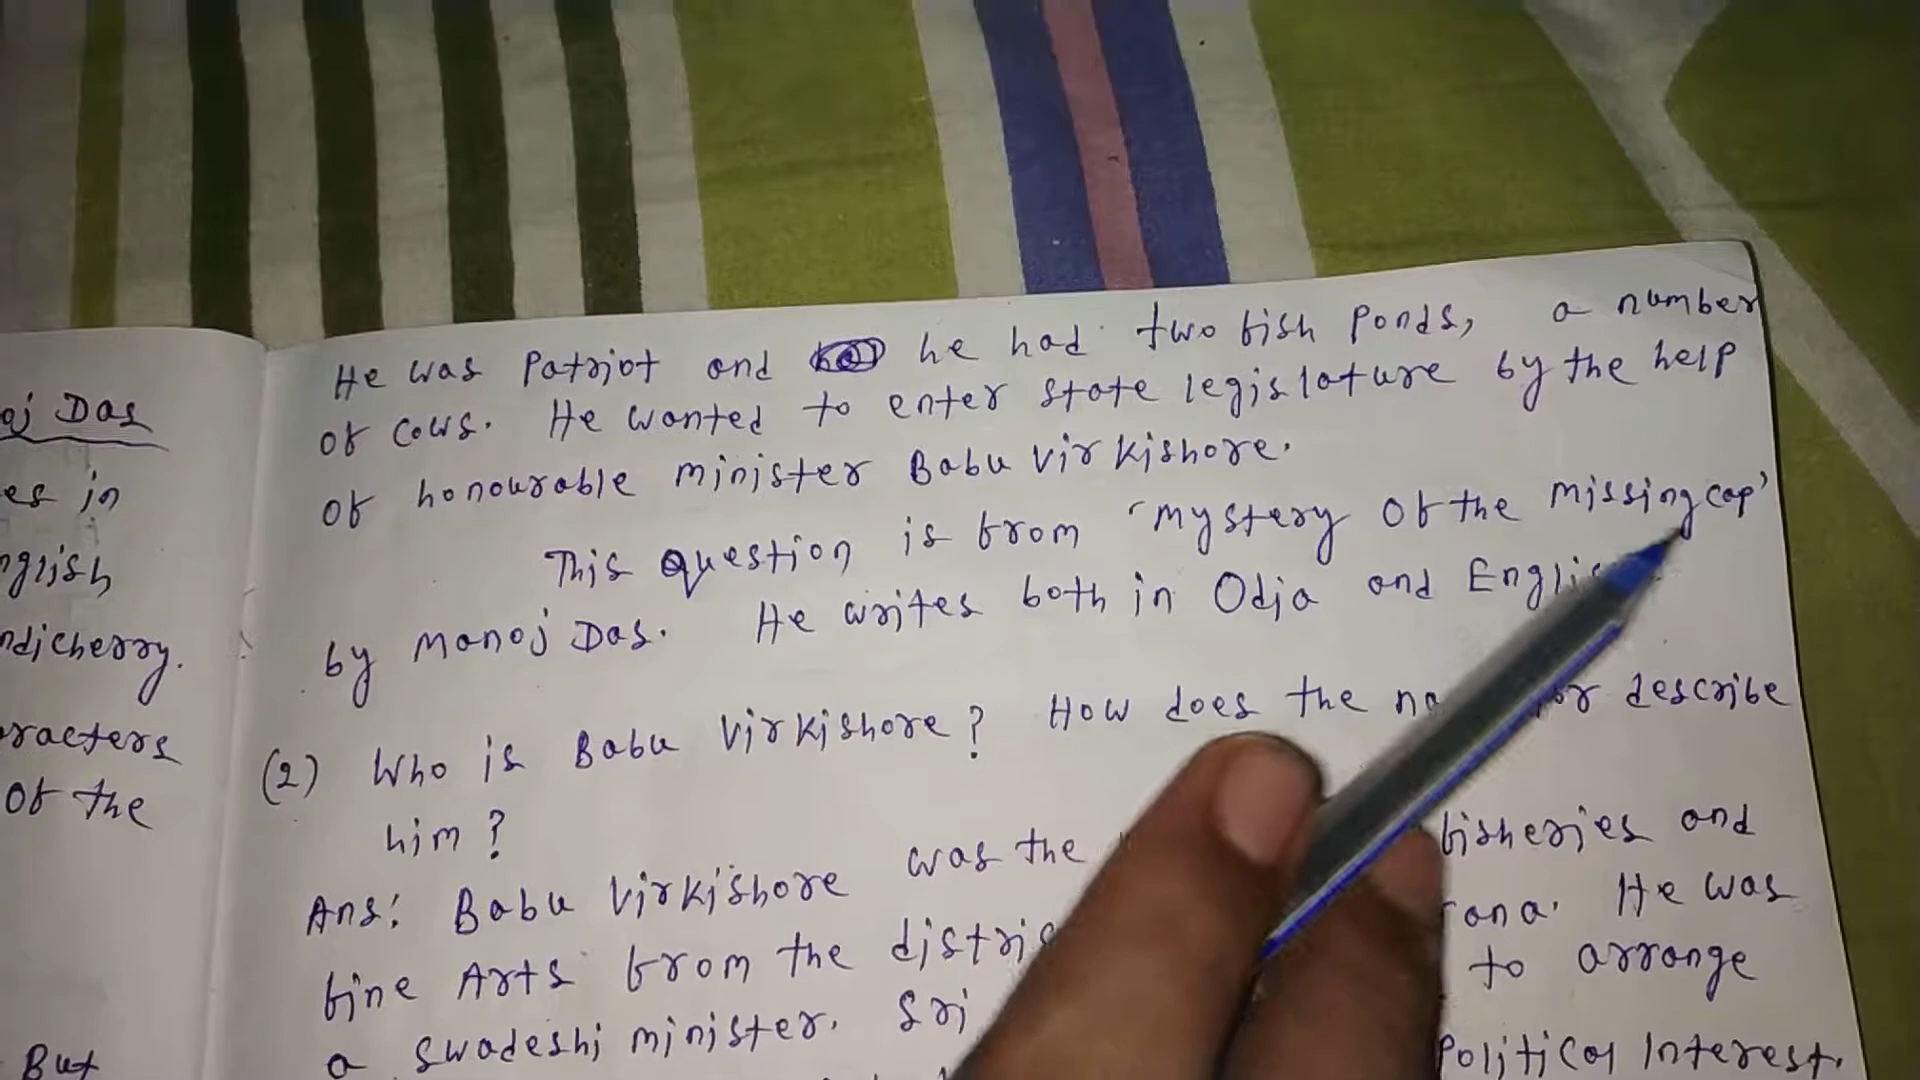 oj Das
es in
nglish
ndicherry.
racters
Of the
But
He was Patriot and he had two fish Ponds, a number
of cows. He wanted to enter state legislature by the help
of honourable minister Babu Virkishore.
This Question is from 'Mystery Of the Missing cap'
by Manoj Das. He writes both in Odia and Englis
(2) Who is Babu Virkishore? How does the na or describe
him?
Ans: Babu Virkishore was the fisheries and
fine Arts from the distric ana. He was
a swadeshi minister. Sri to arrange
Political Interest.